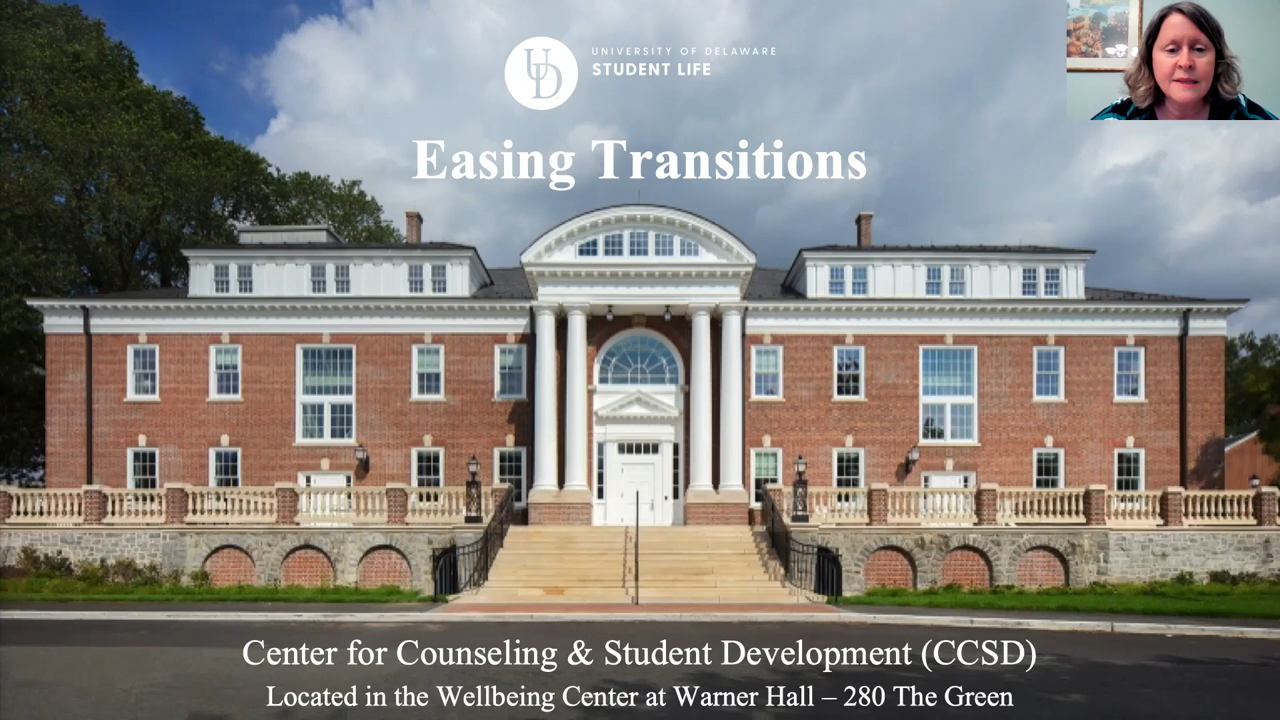 UD
UNIVERSITY OF DELAWARE
STUDENT LIFE
Easing Transitions
Center for Counseling & Student Development (CCSD)
Located in the Wellbeing Center at Warner Hall – 280 The Green